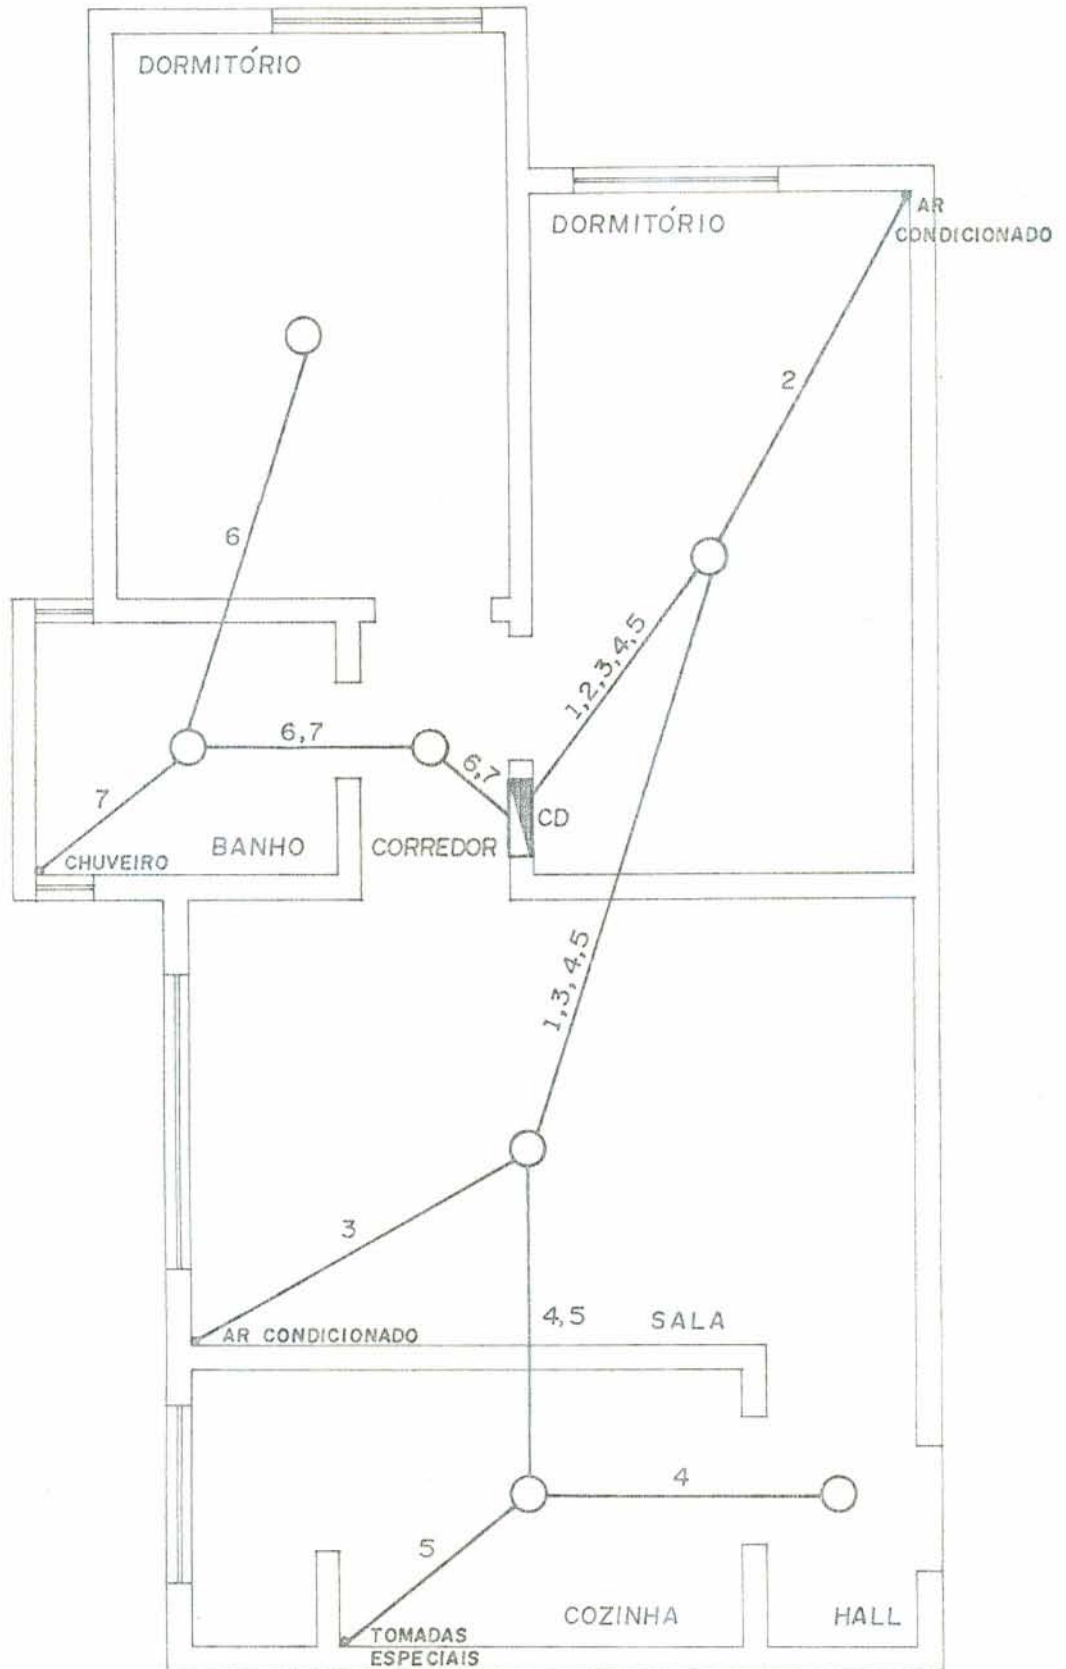 DORMITÓRIO
DORMITÓRIO
AR
CONDICIONADO
2
6
1,2,3,4,5
6,7
6,7
7
CD
BANHO
CORREDOR
CHUVEIRO
1,3,4,5
3
4,5
SALA
AR CONDICIONADO
4
5
COZINHA
HALL
TOMADAS
ESPECIAIS